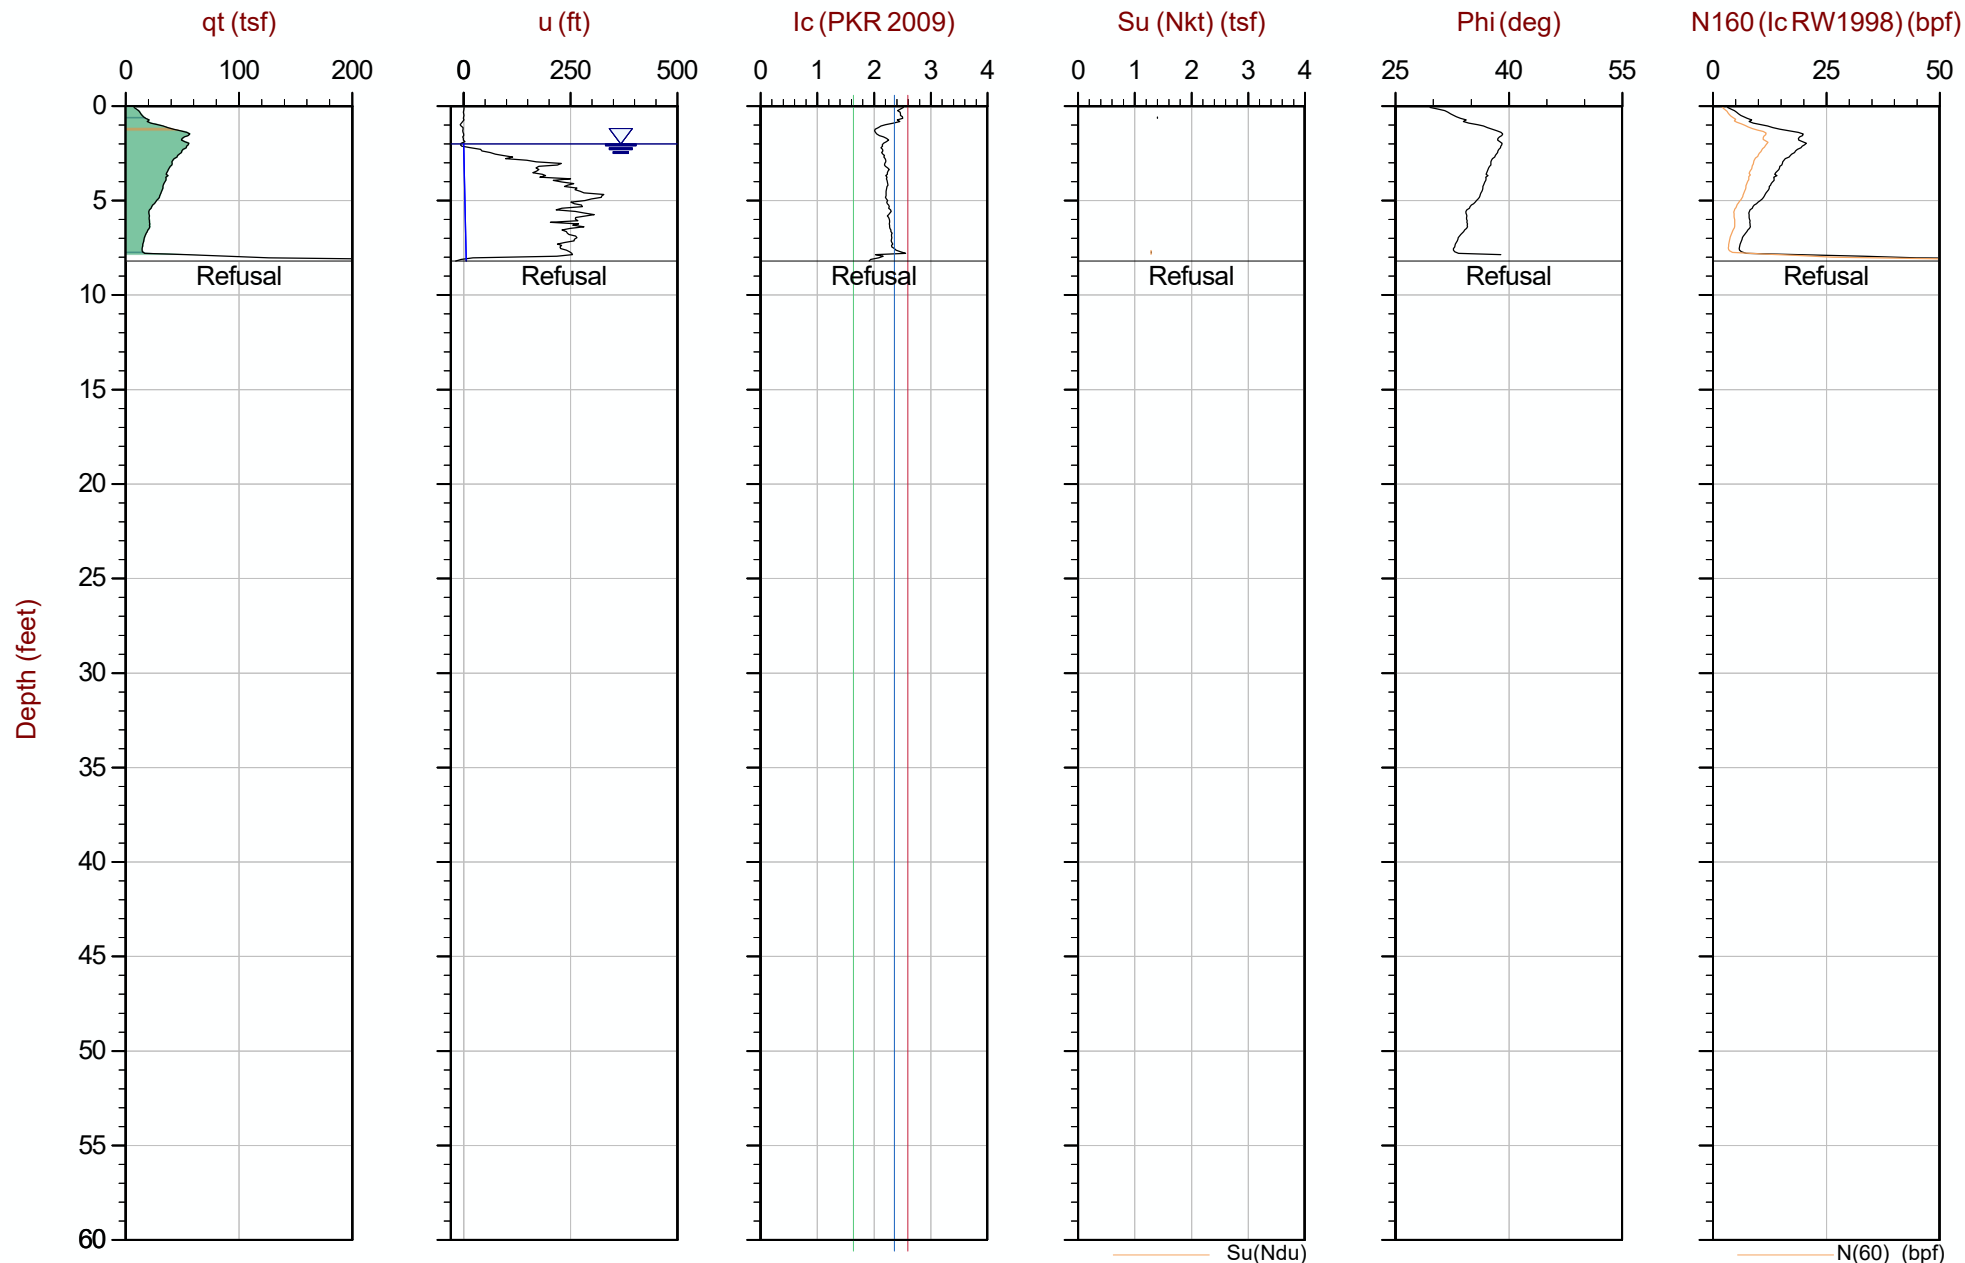 qt (tsf) u (ft) Ic (PKR 2009) Su (Nkt) (tsf) Phi (deg) N160 (Ic RW1998) (bpf)
0 100 200 0 250 500 0 1 2 3 4 0 1 2 3 4 25 40 55 0 25 50
0
5
Refusal Refusal Refusal Refusal Refusal Refusal
10
15
20
25
30
35
40
45
50
55
60
Depth (feet)
Su(Ndu) N(60) (bpf)